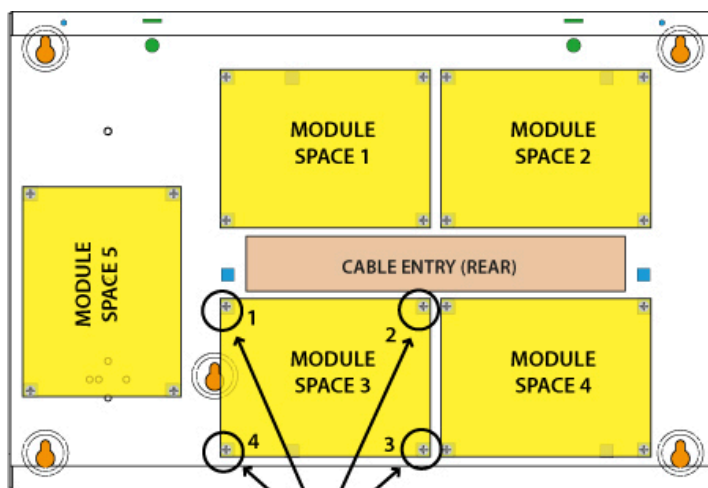 MODULE
SPACE 1
MODULE
SPACE 2
MODULE
SPACE 5
CABLE ENTRY (REAR)
1
2
MODULE
SPACE 3
MODULE
SPACE 4
4
3